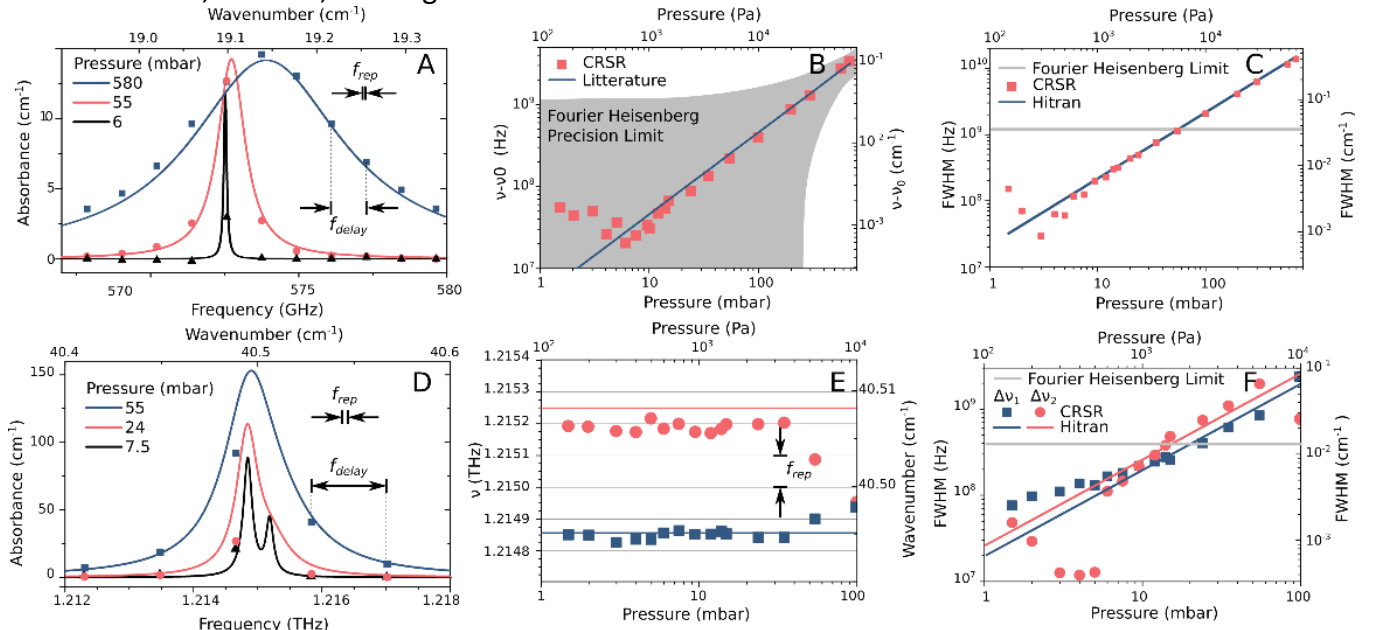 Wavenumber (cm-1)
19.0 19.1 19.2 19.3
A
Pressure (mbar)
580
55
6
frep
fdelay
10
5
0
Absorbance (cm-1)
570 575 580
Frequency (GHz)
Pressure (Pa)
10² 10³ 10⁴
B
CRSR
Litterature
Fourier Heisenberg
Precision Limit
10⁹
10⁸
10⁷
ν-ν0 (Hz)
10-1
10-2
10-3
ν-ν0 (cm-1)
1 10 100
Pressure (mbar)
Pressure (Pa)
10² 10³ 10⁴
C
Fourier Heisenberg Limit
CRSR
Hitran
10¹⁰
10⁹
10⁸
10⁷
FWHM (Hz)
10-1
10-2
10-3
FWHM (cm-1)
1 10 100
Pressure (mbar)
Wavenumber (cm-1)
40.4 40.5 40.6
D
Pressure (mbar)
55
24
7.5
frep
fdelay
150
100
50
0
Absorbance (cm-1)
1.212 1.214 1.216 1.218
Frequency (THz)
Pressure (Pa)
10² 10³ 10⁴
E
1.2154
1.2153
1.2152
1.2151
1.2150
1.2149
1.2148
ν (THz)
frep
40.51
40.50
Wavenumber (cm-1)
1 10 100
Pressure (mbar)
Pressure (Pa)
10² 10³ 10⁴
F
Fourier Heisenberg Limit
Δν1 Δν2
CRSR
Hitran
10⁹
10⁸
10⁷
FWHM (Hz)
10-1
10-2
10-3
FWHM (cm-1)
1 10 100
Pressure (mbar)